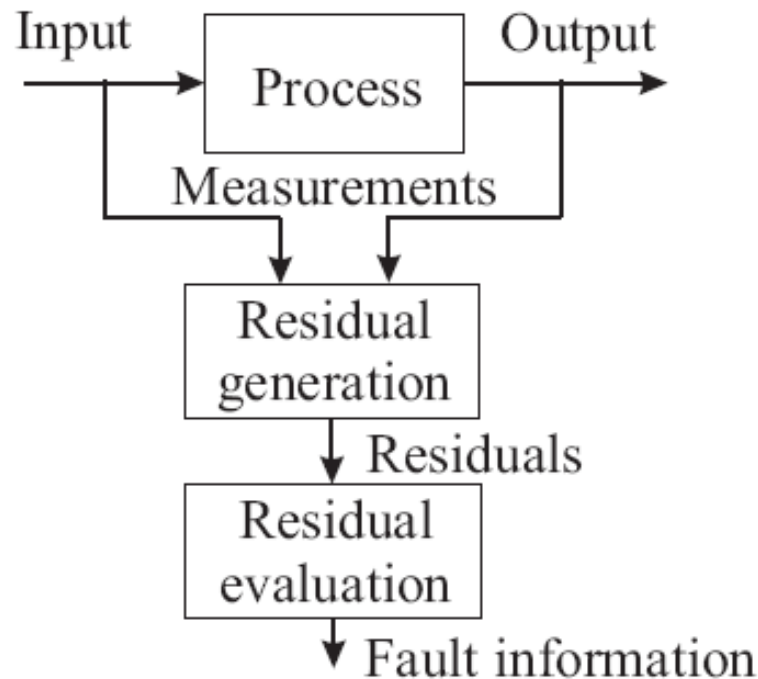 Input
Output
Process
Measurements
Residual
generation
Residuals
Residual
evaluation
Fault information